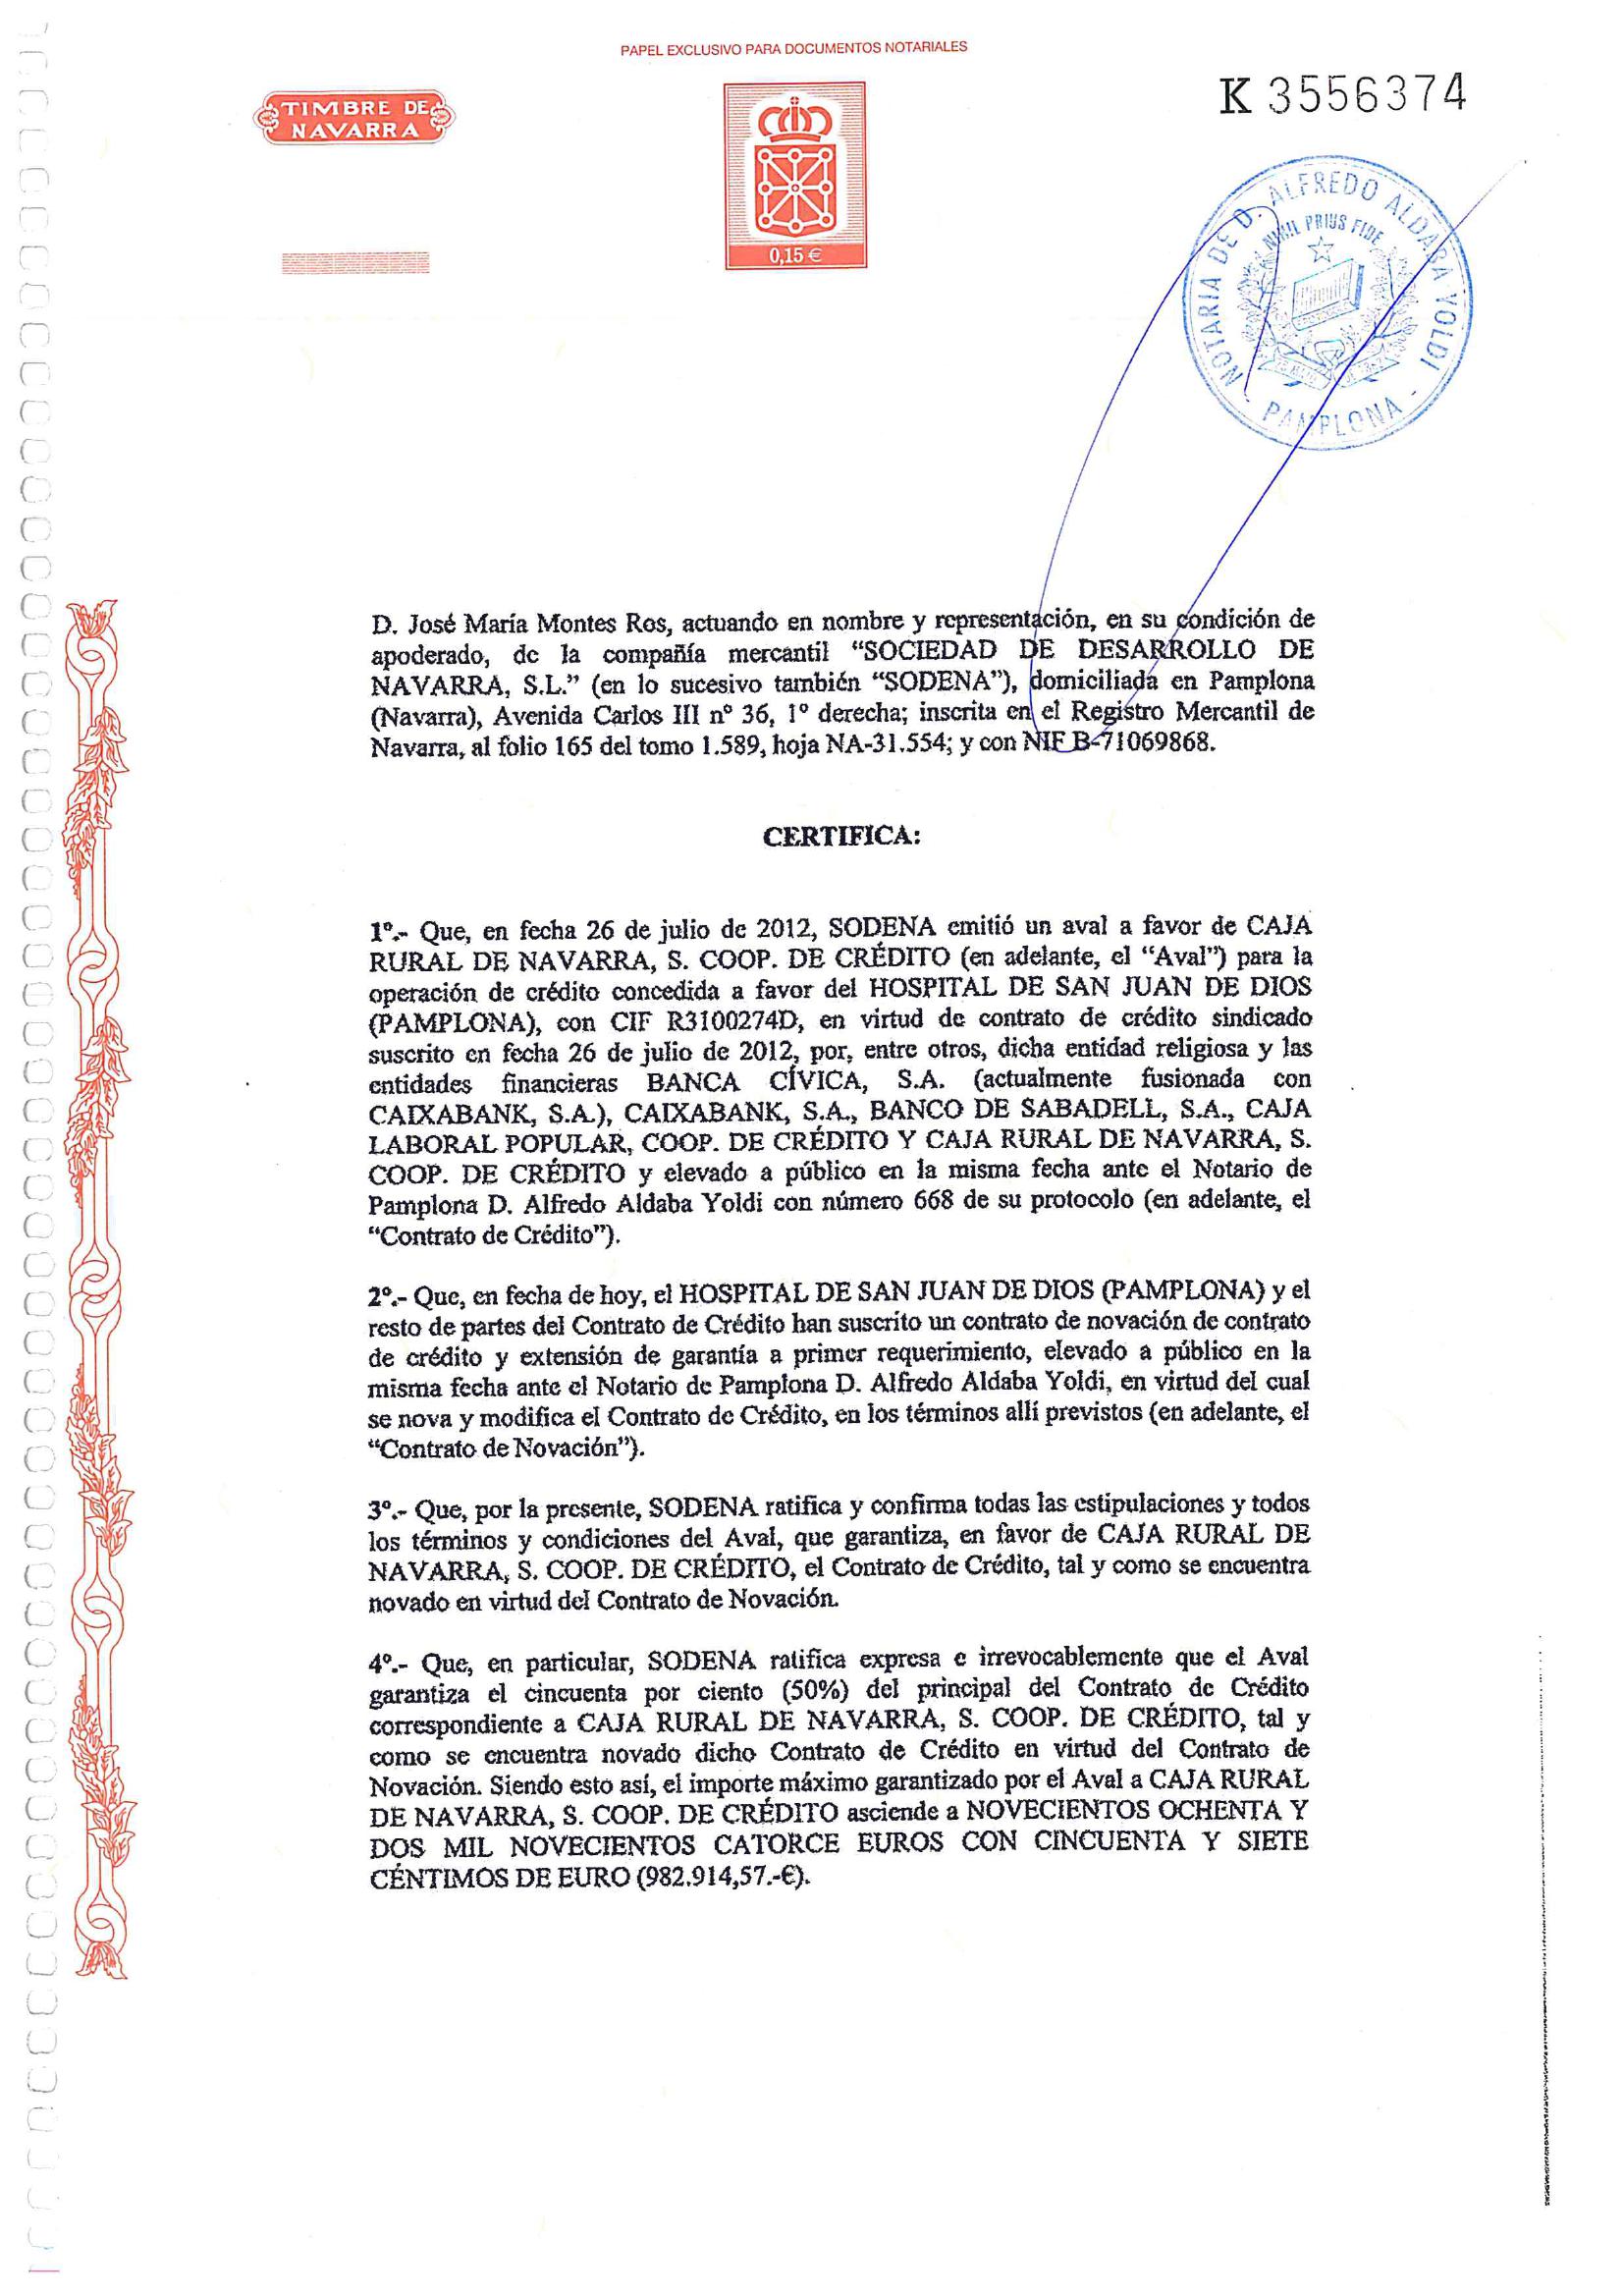 PAPEL EXCLUSIVO PARA DOCUMENTOS NOTARIALES
TIMBRE DE
NAVARRA
0,15 €
K 3556374
NOTARIA DE D. ALFREDO ALDABA YOLDI
- PAMPLONA -
NIHIL PRIUS FIDE
D. José María Montes Ros, actuando en nombre y representación, en su condición de
apoderado, de la compañía mercantil “SOCIEDAD DE DESARROLLO DE
NAVARRA, S.L.” (en lo sucesivo también “SODENA”), domiciliada en Pamplona
(Navarra), Avenida Carlos III nº 36, 1º derecha; inscrita en el Registro Mercantil de
Navarra, al folio 165 del tomo 1.589, hoja NA-31.554; y con NIF B-71069868.
CERTIFICA:
1º.- Que, en fecha 26 de julio de 2012, SODENA emitió un aval a favor de CAJA
RURAL DE NAVARRA, S. COOP. DE CRÉDITO (en adelante, el “Aval”) para la
operación de crédito concedida a favor del HOSPITAL DE SAN JUAN DE DIOS
(PAMPLONA), con CIF R3100274D, en virtud de contrato de crédito sindicado
suscrito en fecha 26 de julio de 2012, por, entre otros, dicha entidad religiosa y las
entidades financieras BANCA CÍVICA, S.A. (actualmente fusionada con
CAIXABANK, S.A.), CAIXABANK, S.A., BANCO DE SABADELL, S.A., CAJA
LABORAL POPULAR, COOP. DE CRÉDITO Y CAJA RURAL DE NAVARRA, S.
COOP. DE CRÉDITO y elevado a público en la misma fecha ante el Notario de
Pamplona D. Alfredo Aldaba Yoldi con número 668 de su protocolo (en adelante, el
“Contrato de Crédito”).
2º.- Que, en fecha de hoy, el HOSPITAL DE SAN JUAN DE DIOS (PAMPLONA) y el
resto de partes del Contrato de Crédito han suscrito un contrato de novación de contrato
de crédito y extensión de garantía a primer requerimiento, elevado a público en la
misma fecha ante el Notario de Pamplona D. Alfredo Aldaba Yoldi, en virtud del cual
se nova y modifica el Contrato de Crédito, en los términos allí previstos (en adelante, el
“Contrato de Novación”).
3º.- Que, por la presente, SODENA ratifica y confirma todas las estipulaciones y todos
los términos y condiciones del Aval, que garantiza, en favor de CAJA RURAL DE
NAVARRA, S. COOP. DE CRÉDITO, el Contrato de Crédito, tal y como se encuentra
novado en virtud del Contrato de Novación.
4º.- Que, en particular, SODENA ratifica expresa e irrevocablemente que el Aval
garantiza el cincuenta por ciento (50%) del principal del Contrato de Crédito
correspondiente a CAJA RURAL DE NAVARRA, S. COOP. DE CRÉDITO, tal y
como se encuentra novado dicho Contrato de Crédito en virtud del Contrato de
Novación. Siendo esto así, el importe máximo garantizado por el Aval a CAJA RURAL
DE NAVARRA, S. COOP. DE CRÉDITO asciende a NOVECIENTOS OCHENTA Y
DOS MIL NOVECIENTOS CATORCE EUROS CON CINCUENTA Y SIETE
CÉNTIMOS DE EURO (982.914,57.-€).